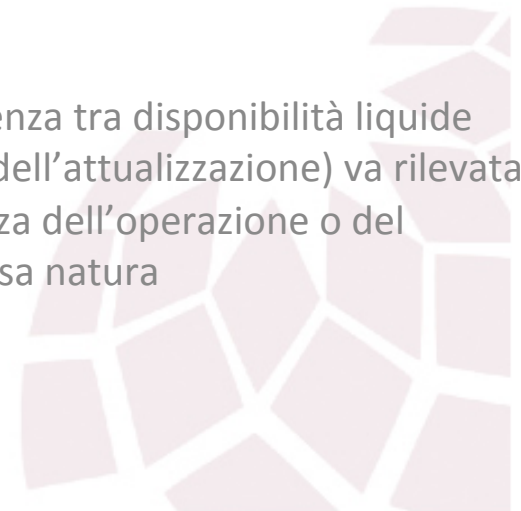 enza tra disponibilità liquide
dell’attualizzazione) va rilevata
za dell’operazione o del
sa natura